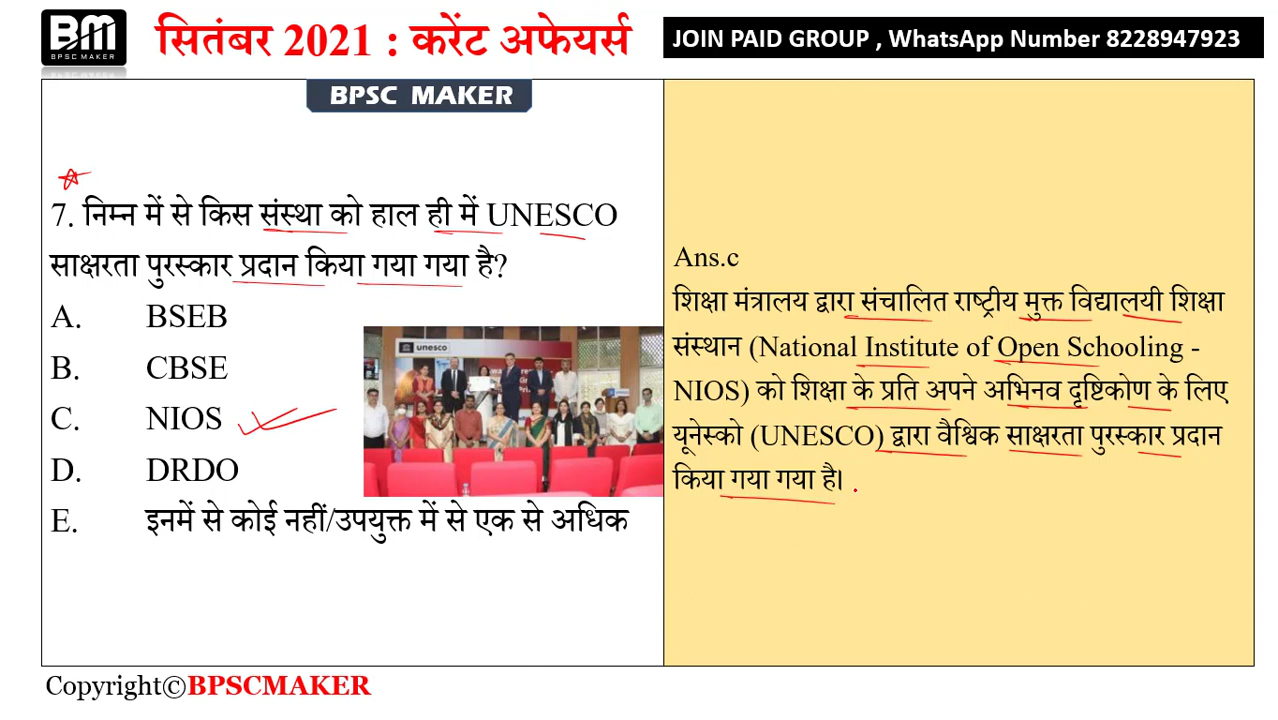 BM
BPSC MAKER
सितंबर 2021 : करेंट अफेयर्स
JOIN PAID GROUP , WhatsApp Number 8228947923
BPSC MAKER
7. निम्न में से किस संस्था को हाल ही में UNESCO
साक्षरता पुरस्कार प्रदान किया गया गया है?
A. BSEB
B. CBSE
C. NIOS
D. DRDO
E. इनमें से कोई नहीं/उपयुक्त में से एक से अधिक
unesco
Ans.c
शिक्षा मंत्रालय द्वारा संचालित राष्ट्रीय मुक्त विद्यालयी शिक्षा
संस्थान (National Institute of Open Schooling -
NIOS) को शिक्षा के प्रति अपने अभिनव दृष्टिकोण के लिए
यूनेस्को (UNESCO) द्वारा वैश्विक साक्षरता पुरस्कार प्रदान
किया गया गया है।
Copyright©BPSCMAKER